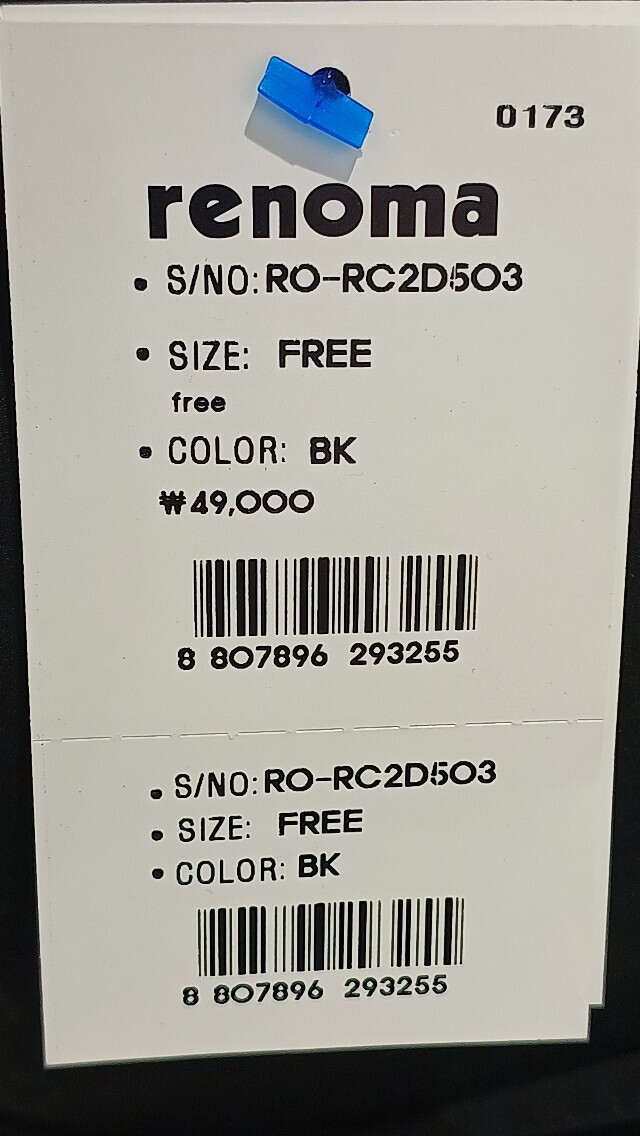 0173
renoma
• S/NO: RO-RC2D503
• SIZE: FREE
free
• COLOR: BK
₩49,000
8 807896 293255
• S/NO: RO-RC2D503
• SIZE: FREE
• COLOR: BK
8 807896 293255